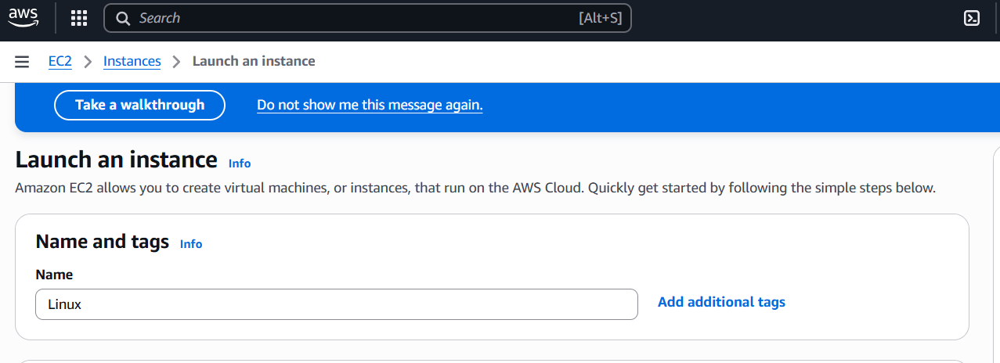 aws Search [Alt+S]
EC2 > Instances > Launch an instance
Take a walkthrough Do not show me this message again.
Launch an instance Info
Amazon EC2 allows you to create virtual machines, or instances, that run on the AWS Cloud. Quickly get started by following the simple steps below.
Name and tags Info
Name
Linux Add additional tags